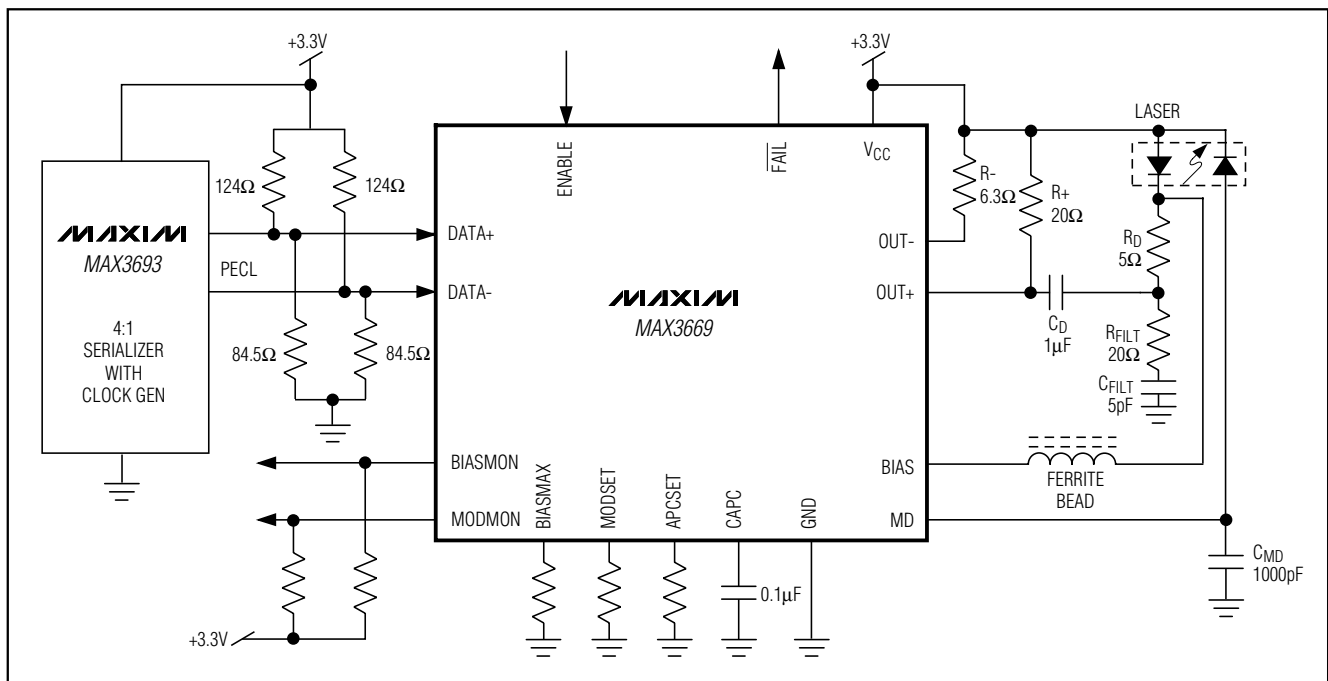 +3.3V
+3.3V
LASER
124Ω
124Ω
ENABLE
FAIL
VCC
R-
6.3Ω
R+
20Ω
MAXIM
MAX3693
4:1
SERIALIZER
WITH
CLOCK GEN
PECL
DATA+
DATA-
84.5Ω
84.5Ω
MAXIM
MAX3669
OUT-
OUT+
RD
5Ω
CD
1µF
RFILT
20Ω
CFILT
5pF
BIASMON
MODMON
BIASMAX
MODSET
APCSET
CAPC
GND
BIAS
MD
FERRITE
BEAD
0.1µF
CMD
1000pF
+3.3V